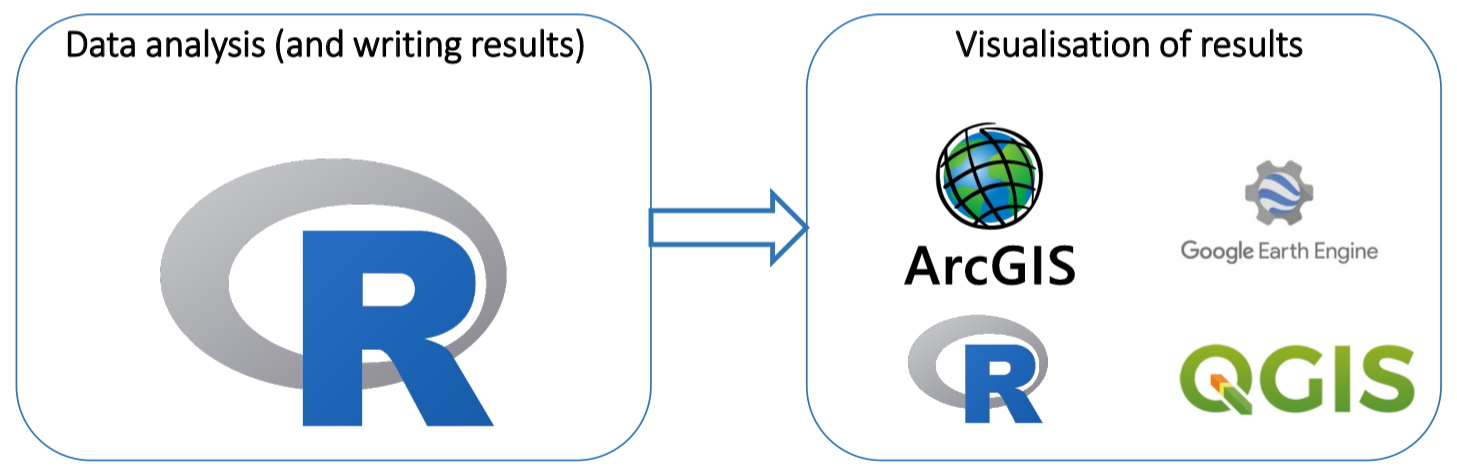 Data analysis (and writing results)
R
Visualisation of results
ArcGIS
Google Earth Engine
R
QGIS